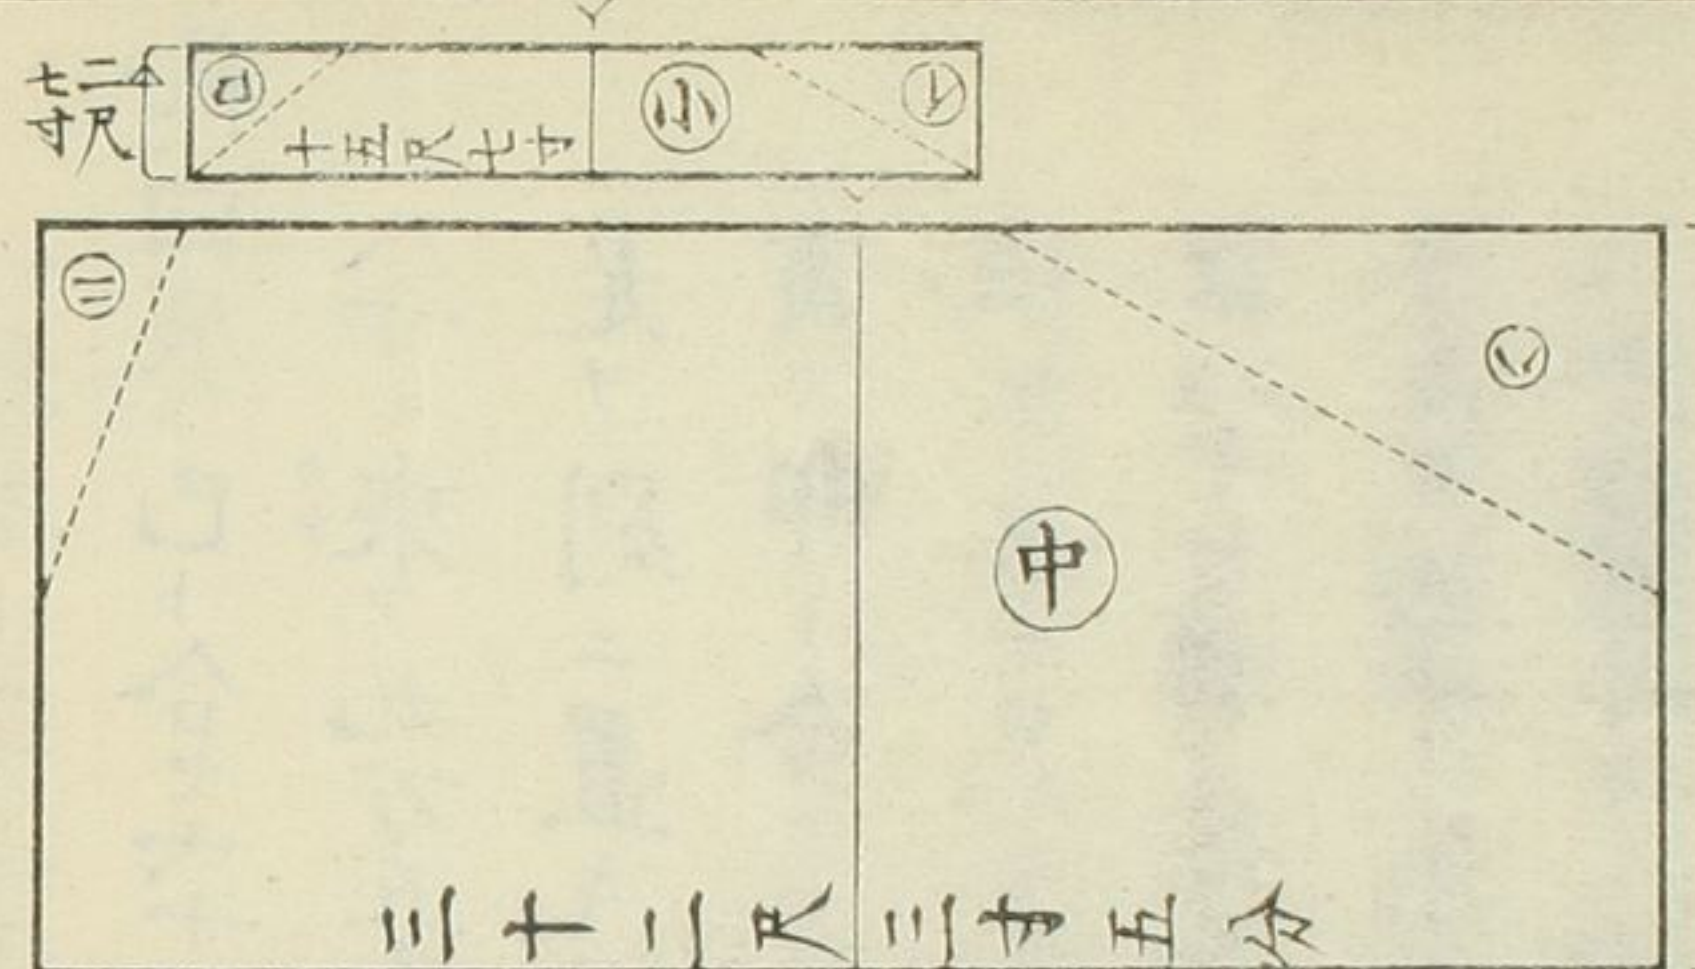 二尺
七寸
ロ
十五尺七寸
小
イ
ニ
ハ
中
三十二尺三寸五分